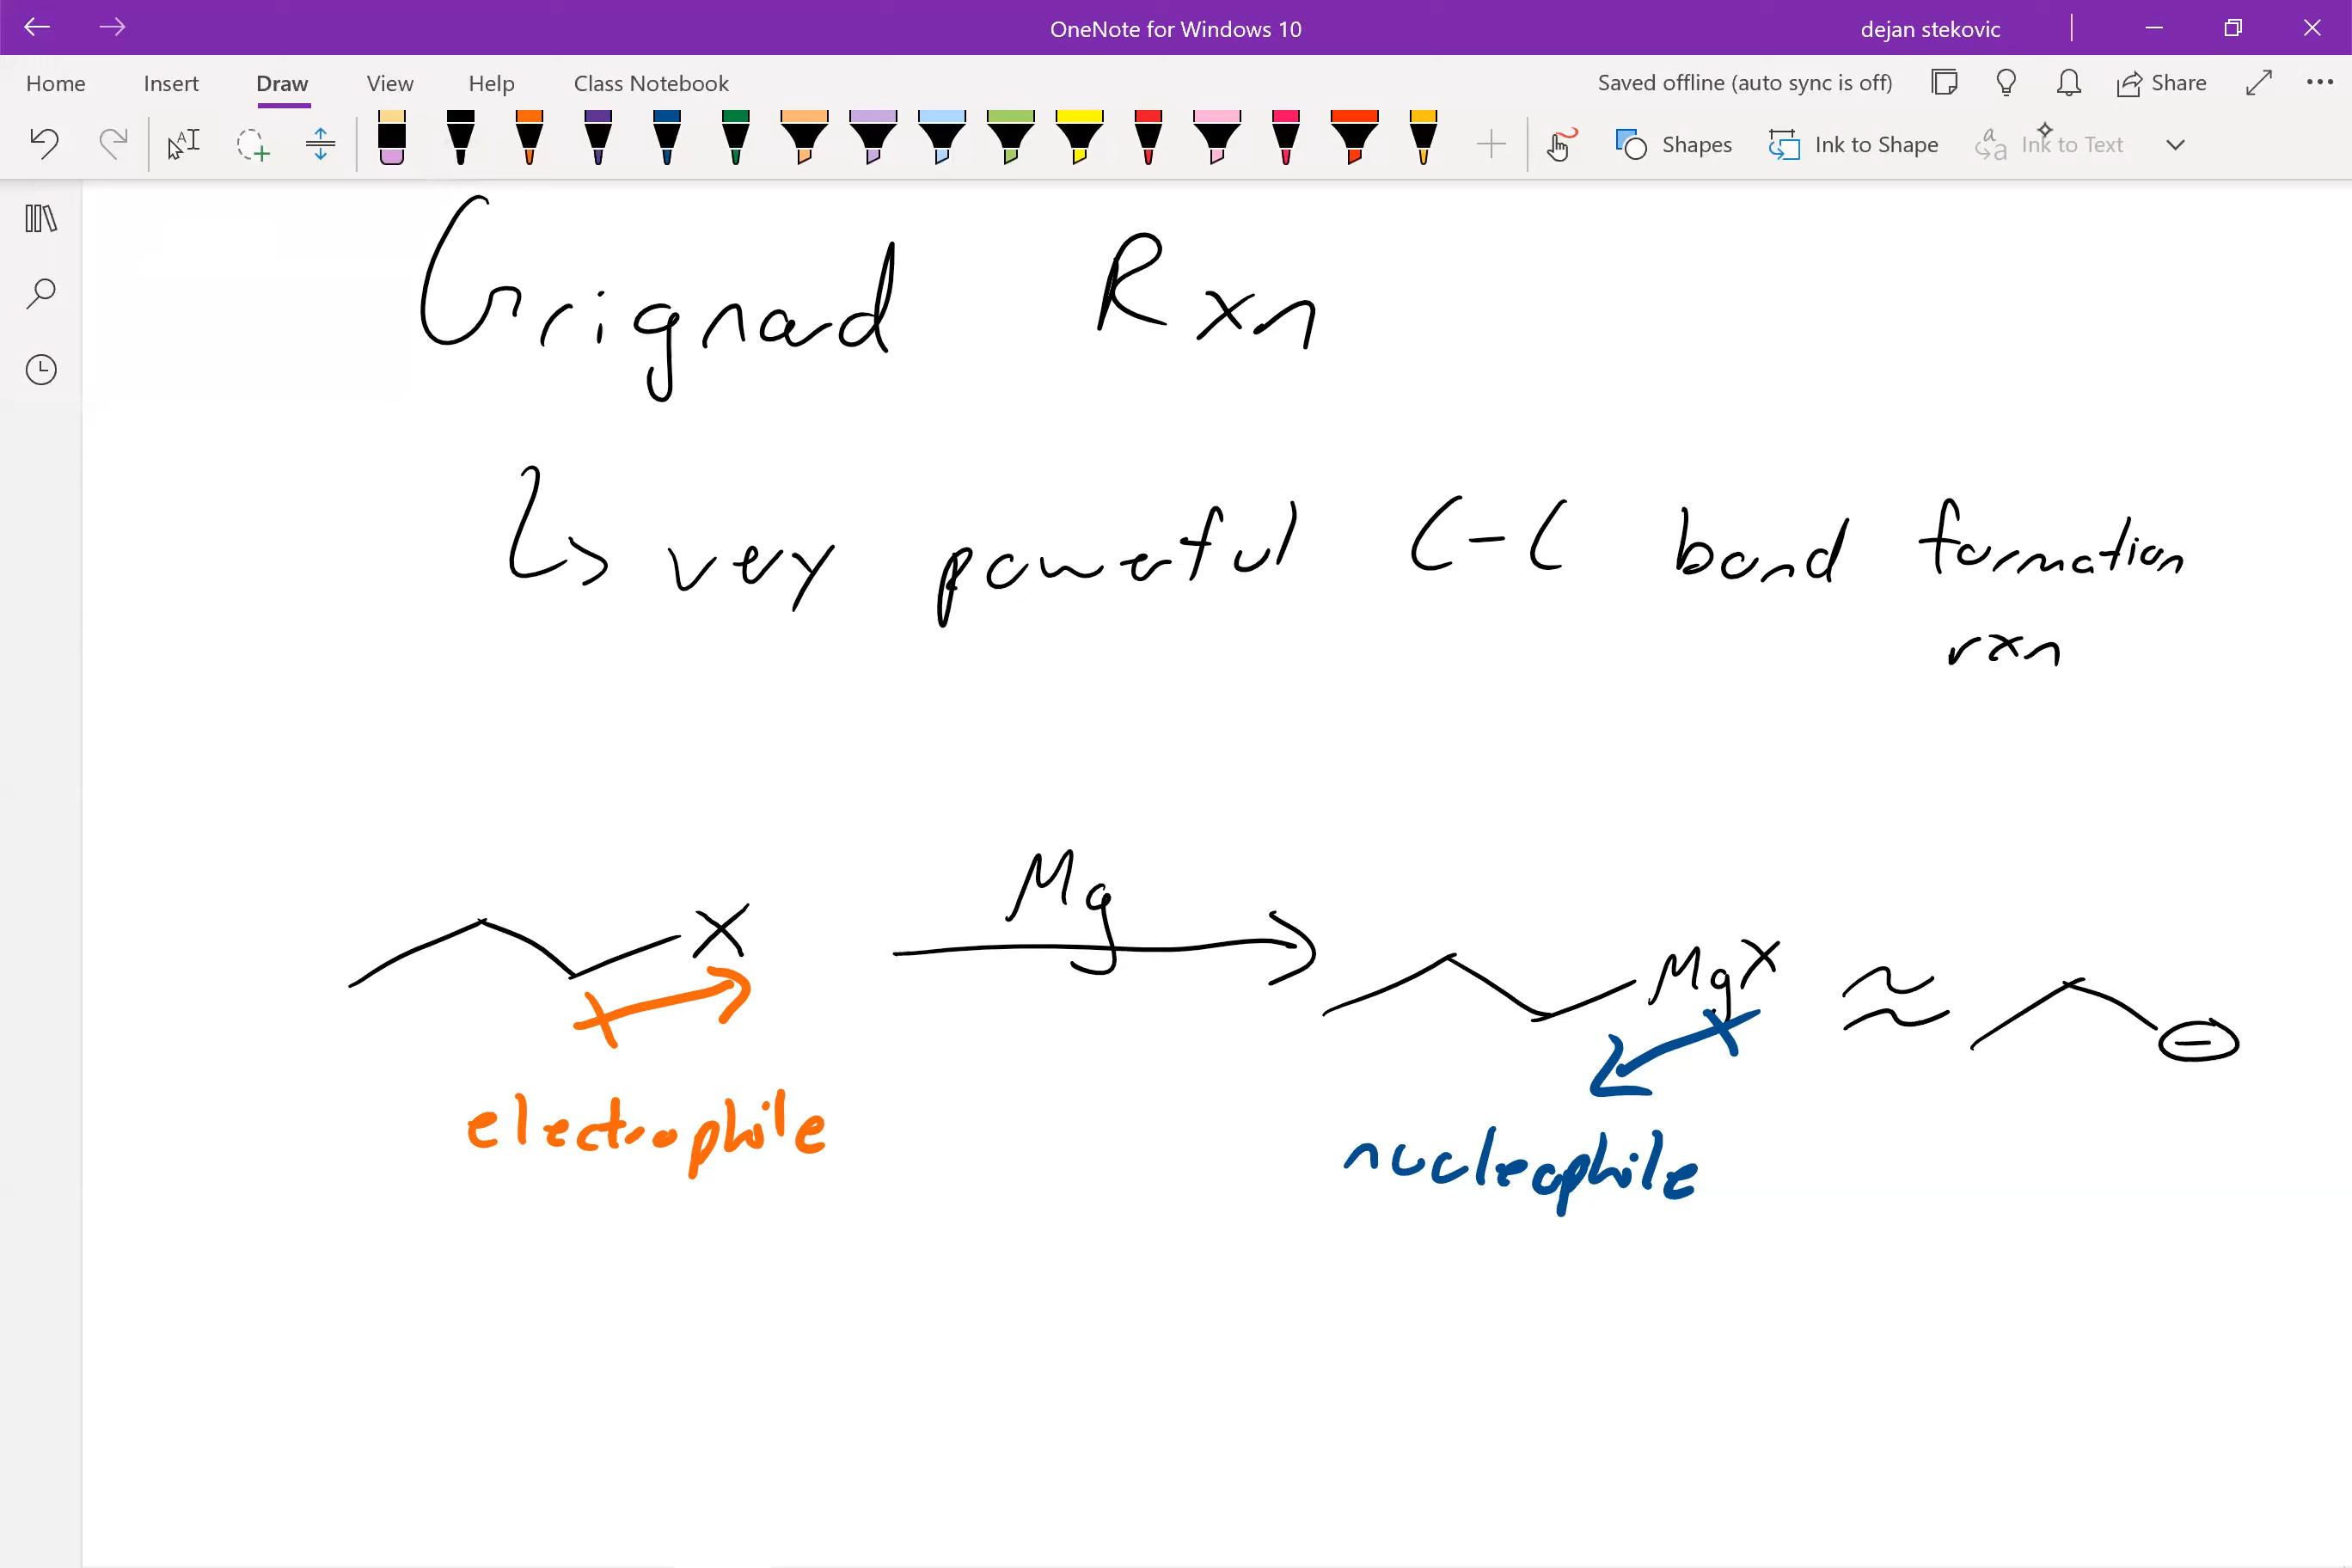 OneNote for Windows 10
dejan stekovic
Home Insert Draw View Help Class Notebook
Saved offline (auto sync is off) Share
Shapes Ink to Shape Ink to Text
Grignard Rxn
↳ very powerful C-C bond formation
rxn
Mg
X
MgX ≈ ⊖
electrophile
nucleophile